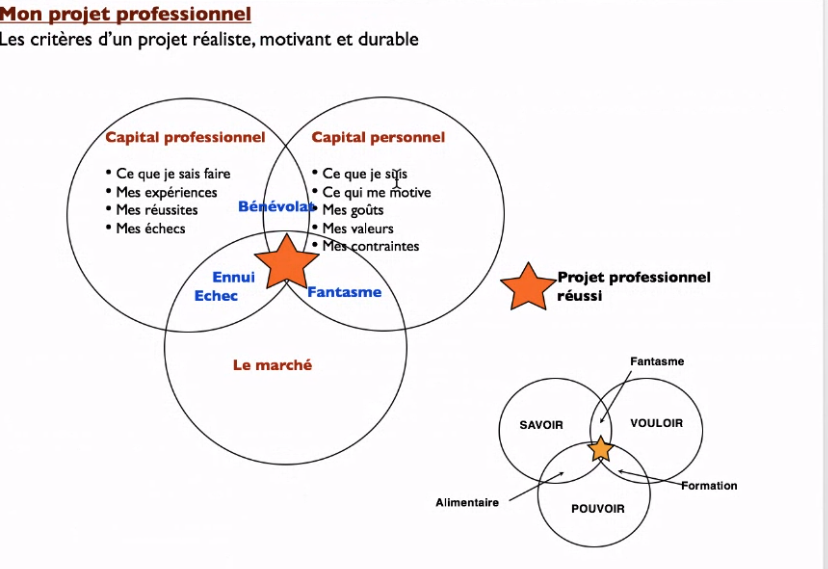 Mon projet professionnel
Les critères d'un projet réaliste, motivant et durable
Capital professionnel
• Ce que je sais faire
• Mes expériences
• Mes réussites
• Mes échecs
Capital personnel
• Ce que je suis
• Ce qui me motive
• Mes goûts
• Mes valeurs
• Mes contraintes
Bénévolat
Ennui
Echec
Fantasme
Le marché
Projet professionnel
réussi
Fantasme
SAVOIR
VOULOIR
Alimentaire
Formation
POUVOIR